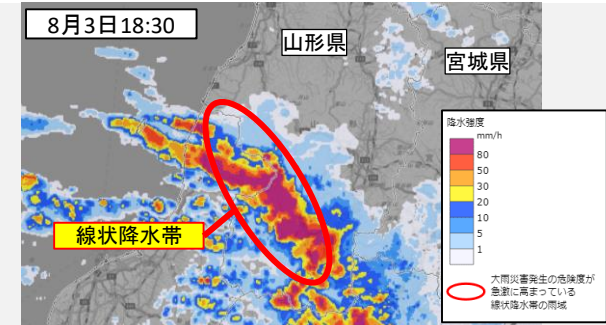 8月3日18:30
山形県
宮城県
線状降水帯
降水強度
mm/h
80
50
30
20
10
5
1
大雨災害発生の危険度が
急激に高まっている
線状降水帯の雨域